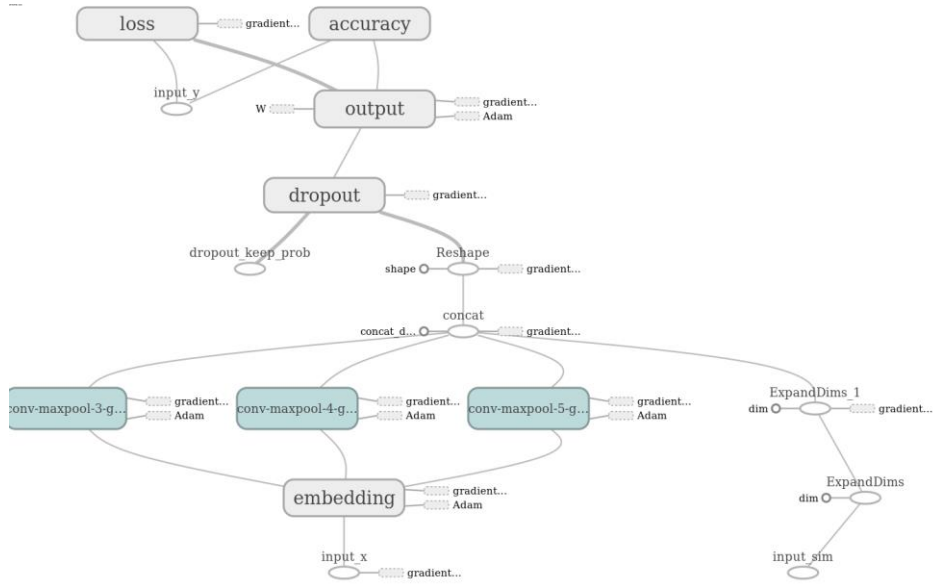 loss
gradient...
accuracy
input_y
W
output
gradient...
Adam
dropout
gradient...
dropout_keep_prob
Reshape
shape
gradient...
concat
concat_d...
gradient...
conv-maxpool-3-g...
gradient...
Adam
conv-maxpool-4-g...
gradient...
Adam
conv-maxpool-5-g...
gradient...
Adam
ExpandDims_1
dim
gradient...
embedding
gradient...
Adam
ExpandDims
dim
input_x
gradient...
input_sim